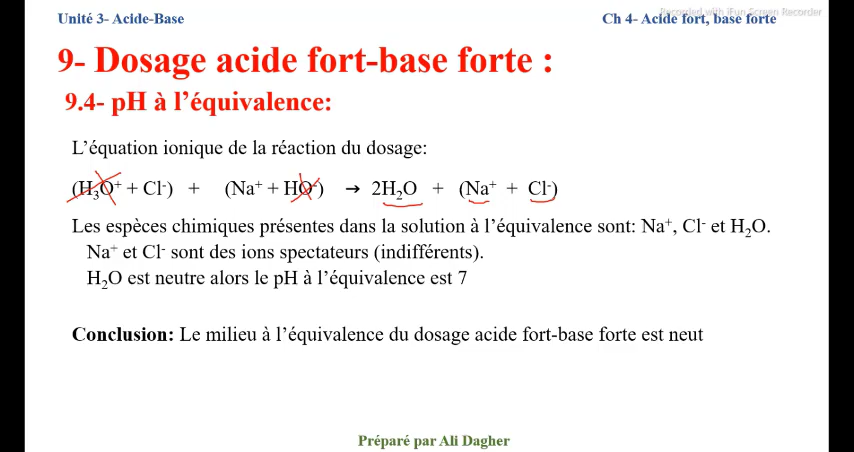 Unité 3- Acide-Base
Recorded with iFun Screen Recorder
Ch 4- Acide fort, base forte
9- Dosage acide fort-base forte :
9.4- pH à l’équivalence:
L’équation ionique de la réaction du dosage:
(H₃O⁺ + Cl⁻) + (Na⁺ + HO⁻) → 2H₂O + (Na⁺ + Cl⁻)
Les espèces chimiques présentes dans la solution à l’équivalence sont: Na⁺, Cl⁻ et H₂O.
Na⁺ et Cl⁻ sont des ions spectateurs (indifférents).
H₂O est neutre alors le pH à l’équivalence est 7
Conclusion: Le milieu à l’équivalence du dosage acide fort-base forte est neut
Préparé par Ali Dagher